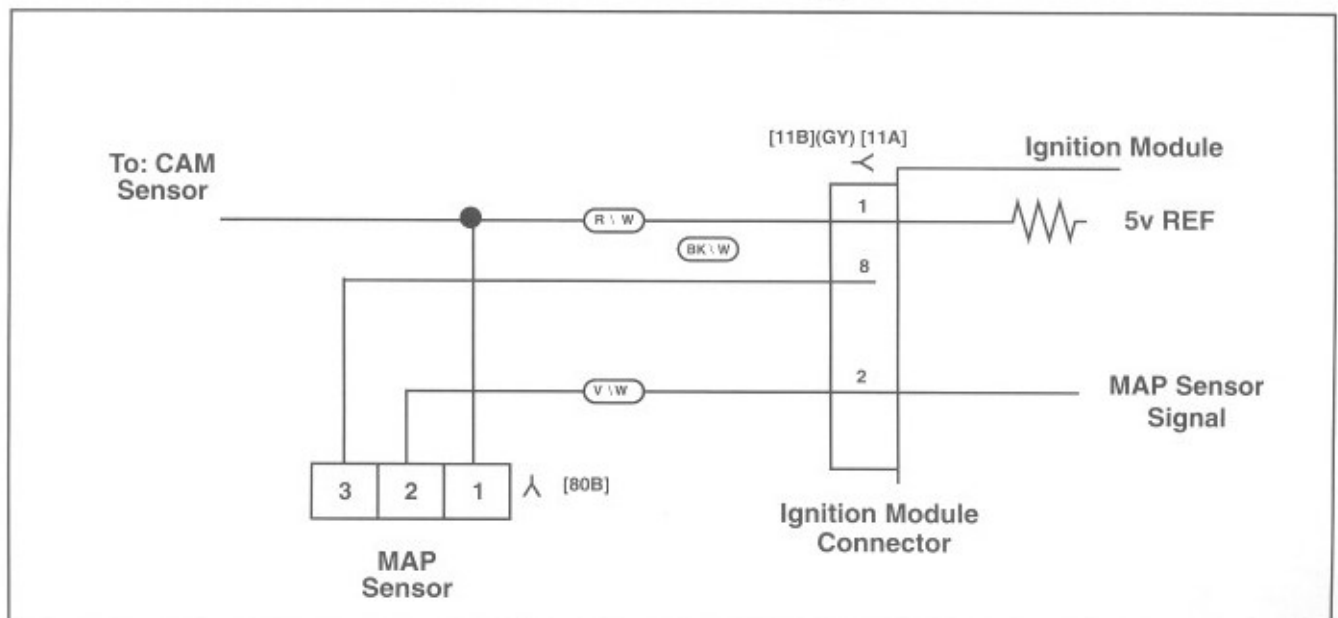 [11B](GY) [11A]
Ignition Module
To: CAM
Sensor
1
R \ W
5v REF
BK \ W
8
2
V \ W
MAP Sensor
Signal
3 2 1
[80B]
Ignition Module
Connector
MAP
Sensor